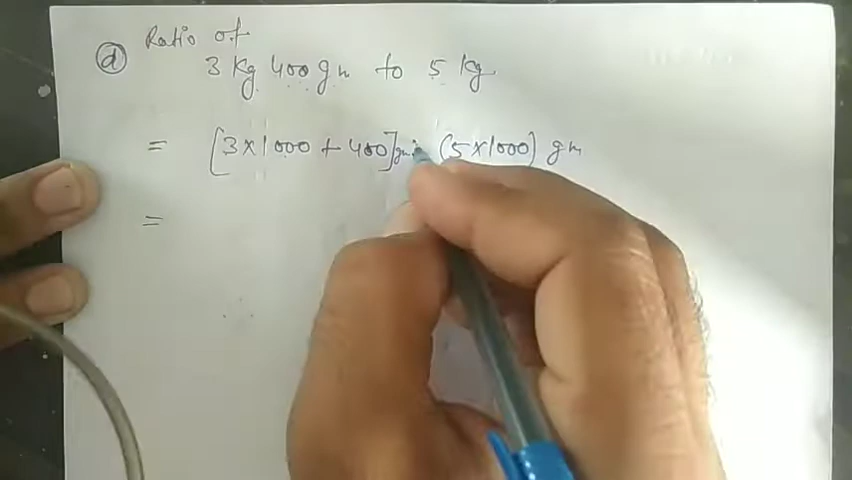 (d) Ratio of
3 Kg 400 gm to 5 kg
= [3×1000 + 400]gm : (5×1000) gm
=